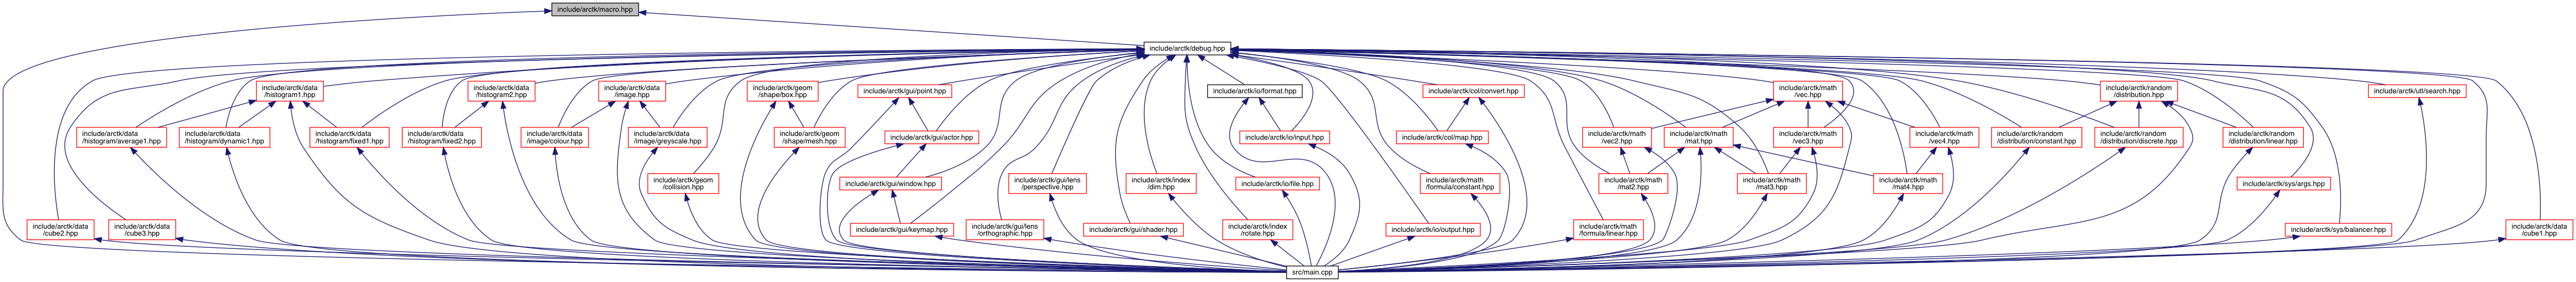 include/arctk/macro.hpp
include/arctk/debug.hpp
include/arctk/data
/histogram1.hpp
include/arctk/data
/histogram2.hpp
include/arctk/data
/image.hpp
include/arctk/geom
/shape/box.hpp
include/arctk/gui/point.hpp
include/arctk/io/format.hpp
include/arctk/col/convert.hpp
include/arctk/math
/vec.hpp
include/arctk/random
/distribution.hpp
include/arctk/utl/search.hpp
include/arctk/data
/histogram/average1.hpp
include/arctk/data
/histogram/dynamic1.hpp
include/arctk/data
/histogram/fixed1.hpp
include/arctk/data
/histogram/fixed2.hpp
include/arctk/data
/image/colour.hpp
include/arctk/data
/image/greyscale.hpp
include/arctk/geom
/shape/mesh.hpp
include/arctk/gui/actor.hpp
include/arctk/io/input.hpp
include/arctk/col/map.hpp
include/arctk/math
/vec2.hpp
include/arctk/math
/mat.hpp
include/arctk/math
/vec3.hpp
include/arctk/math
/vec4.hpp
include/arctk/random
/distribution/constant.hpp
include/arctk/random
/distribution/discrete.hpp
include/arctk/random
/distribution/linear.hpp
include/arctk/geom
/collision.hpp
include/arctk/gui/window.hpp
include/arctk/gui/lens
/perspective.hpp
include/arctk/index
/dim.hpp
include/arctk/io/file.hpp
include/arctk/math
/formula/constant.hpp
include/arctk/math
/mat2.hpp
include/arctk/math
/mat3.hpp
include/arctk/math
/mat4.hpp
include/arctk/sys/args.hpp
include/arctk/data
/cube2.hpp
include/arctk/data
/cube3.hpp
include/arctk/gui/keymap.hpp
include/arctk/gui/lens
/orthographic.hpp
include/arctk/gui/shader.hpp
include/arctk/index
/rotate.hpp
include/arctk/io/output.hpp
include/arctk/math
/formula/linear.hpp
include/arctk/sys/balancer.hpp
include/arctk/data
/cube1.hpp
src/main.cpp